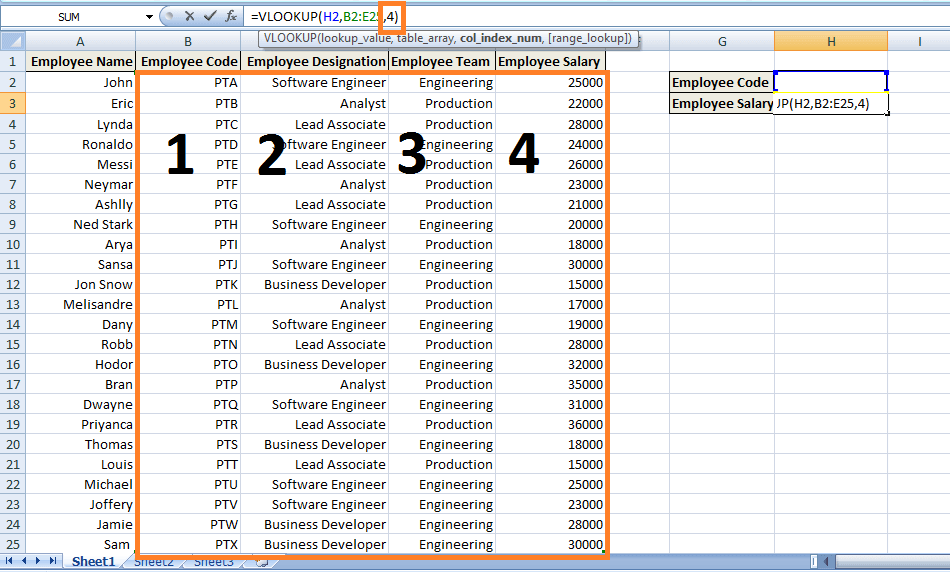 SUM fx =VLOOKUP(H2,B2:E25,4)
VLOOKUP(lookup_value, table_array, col_index_num, [range_lookup])
A B C D E G H I
1 Employee Name Employee Code Employee Designation Employee Team Employee Salary
2 John PTA Software Engineer Engineering 25000 Employee Code
3 Eric PTB Analyst Production 22000 Employee Salary JP(H2,B2:E25,4)
4 Lynda PTC Lead Associate Production 28000
5 Ronaldo PTD Software Engineer Engineering 24000
1 2 3 4
6 Messi PTE Lead Associate Production 26000
7 Neymar PTF Analyst Production 23000
8 Ashlly PTG Lead Associate Production 21000
9 Ned Stark PTH Software Engineer Engineering 20000
10 Arya PTI Analyst Production 18000
11 Sansa PTJ Software Engineer Engineering 30000
12 Jon Snow PTK Business Developer Production 15000
13 Melisandre PTL Analyst Production 17000
14 Dany PTM Software Engineer Engineering 19000
15 Robb PTN Lead Associate Production 28000
16 Hodor PTO Business Developer Engineering 32000
17 Bran PTP Analyst Production 35000
18 Dwayne PTQ Software Engineer Engineering 31000
19 Priyanca PTR Lead Associate Production 36000
20 Thomas PTS Business Developer Engineering 18000
21 Louis PTT Lead Associate Production 15000
22 Michael PTU Software Engineer Engineering 25000
23 Joffery PTV Software Engineer Engineering 23000
24 Jamie PTW Business Developer Engineering 28000
25 Sam PTX Business Developer Engineering 30000
Sheet1 Sheet2 Sheet3